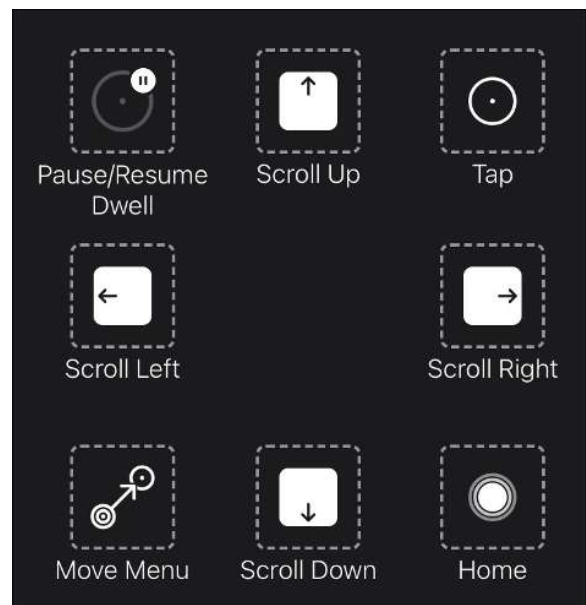 Pause/Resume
Dwell
Scroll Up
Tap
Scroll Left
Scroll Right
Move Menu
Scroll Down
Home